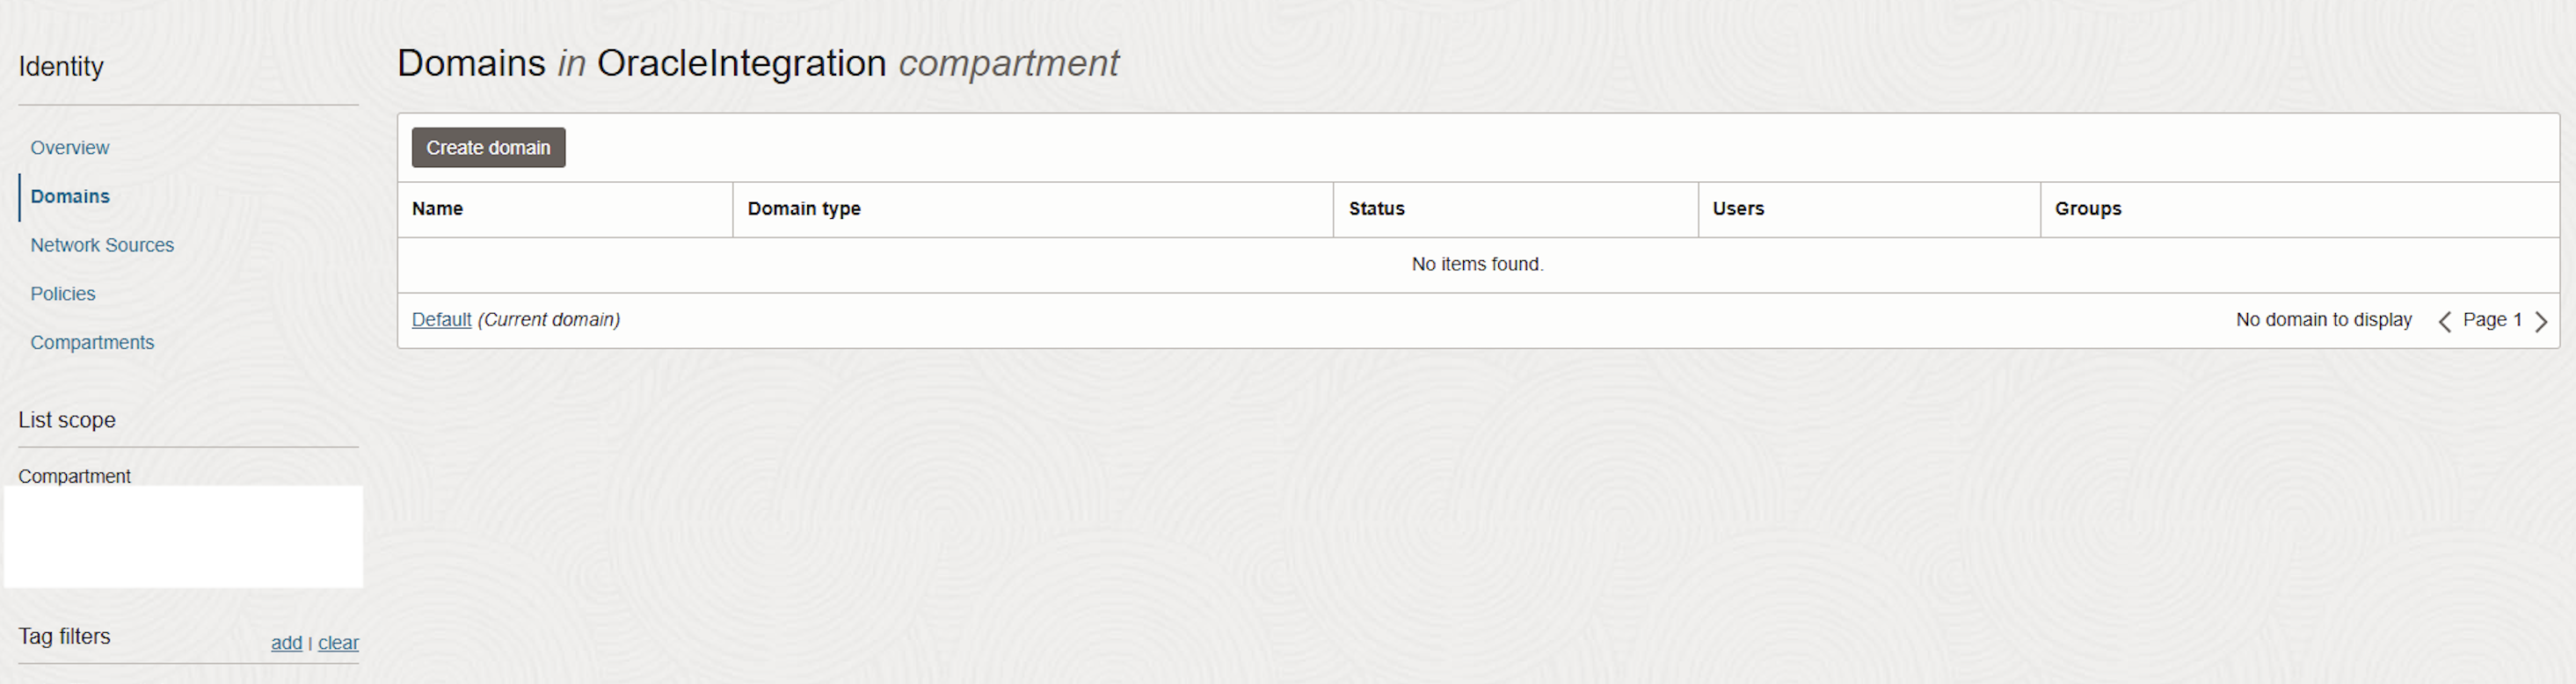 Identity
Overview
Domains
Network Sources
Policies
Compartments
List scope
Compartment
Tag filters
add | clear
Domains in OracleIntegration compartment
Create domain
Name Domain type Status Users Groups
No items found.
Default (Current domain) No domain to display Page 1